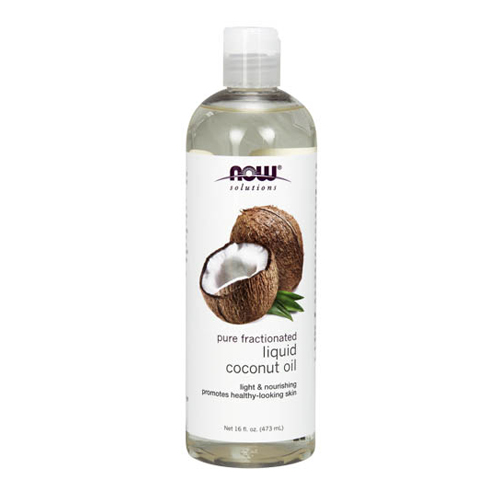 NOW®
solutions
pure fractionated
liquid
coconut oil
light & nourishing
promotes healthy-looking skin
Net 16 fl. oz. (473 mL)